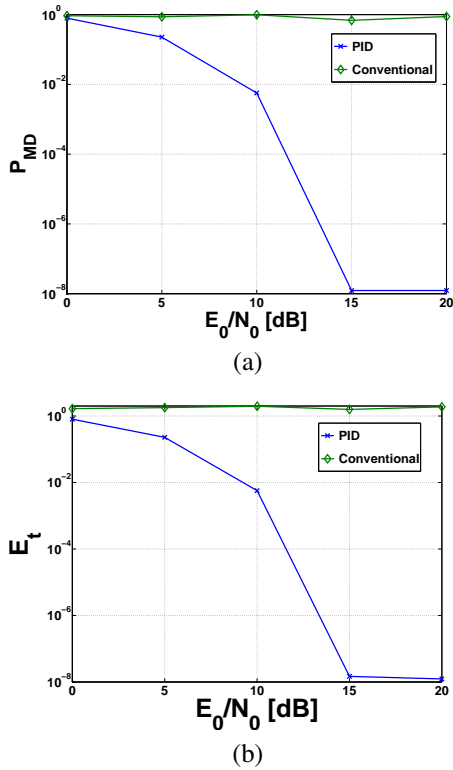 10^0
10^-2
10^-4
10^-6
10^-8
P_MD
PID
Conventional
0 5 10 15 20
E_0/N_0 [dB]
(a)
10^0
10^-2
10^-4
10^-6
10^-8
E_t
PID
Conventional
0 5 10 15 20
E_0/N_0 [dB]
(b)